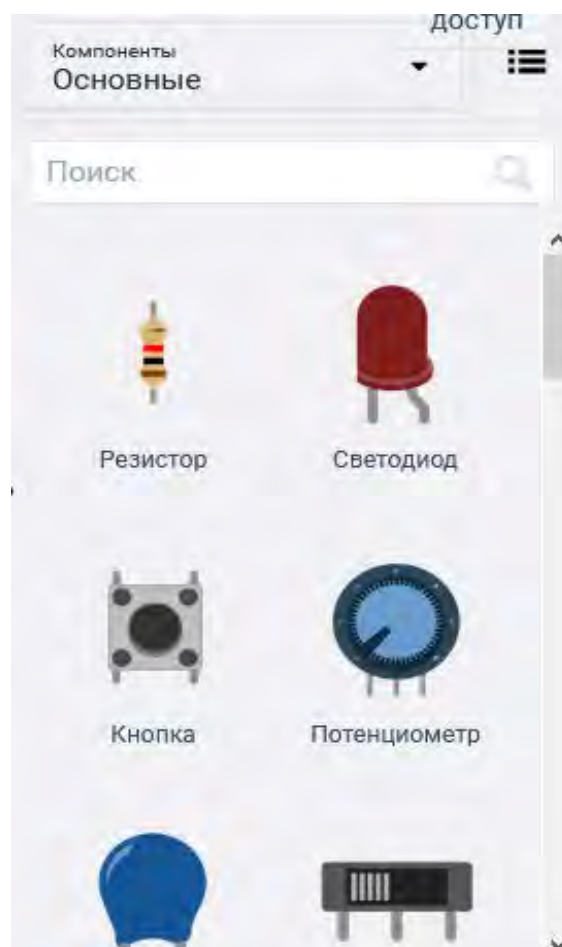 доступ
Компоненты
Основные
Поиск
Резистор Светодиод
Кнопка Потенциометр